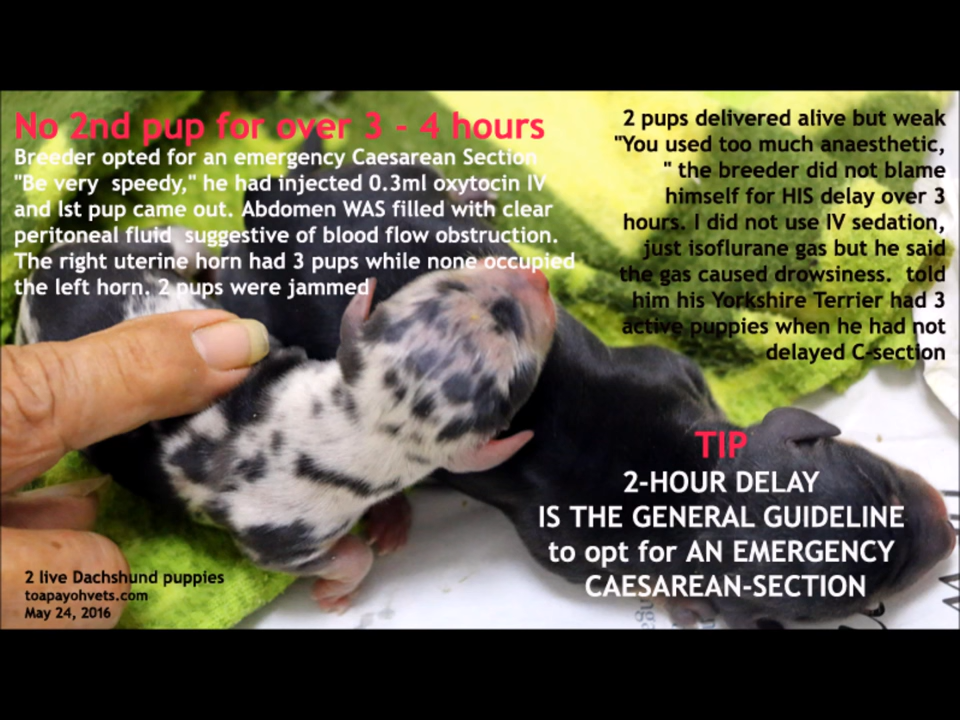 No 2nd pup for over 3 - 4 hours
Breeder opted for an emergency Caesarean Section
"Be very speedy," he had injected 0.3ml oxytocin IV
and Ist pup came out. Abdomen WAS filled with clear
peritoneal fluid suggestive of blood flow obstruction.
The right uterine horn had 3 pups while none occupied
the left horn. 2 pups were jammed
2 pups delivered alive but weak
"You used too much anaesthetic,
" the breeder did not blame
himself for HIS delay over 3
hours. I did not use IV sedation,
just isoflurane gas but he said
the gas caused drowsiness. told
him his Yorkshire Terrier had 3
active puppies when he had not
delayed C-section
TIP
2-HOUR DELAY
IS THE GENERAL GUIDELINE
to opt for AN EMERGENCY
CAESAREAN-SECTION
2 live Dachshund puppies
toapayohvets.com
May 24, 2016